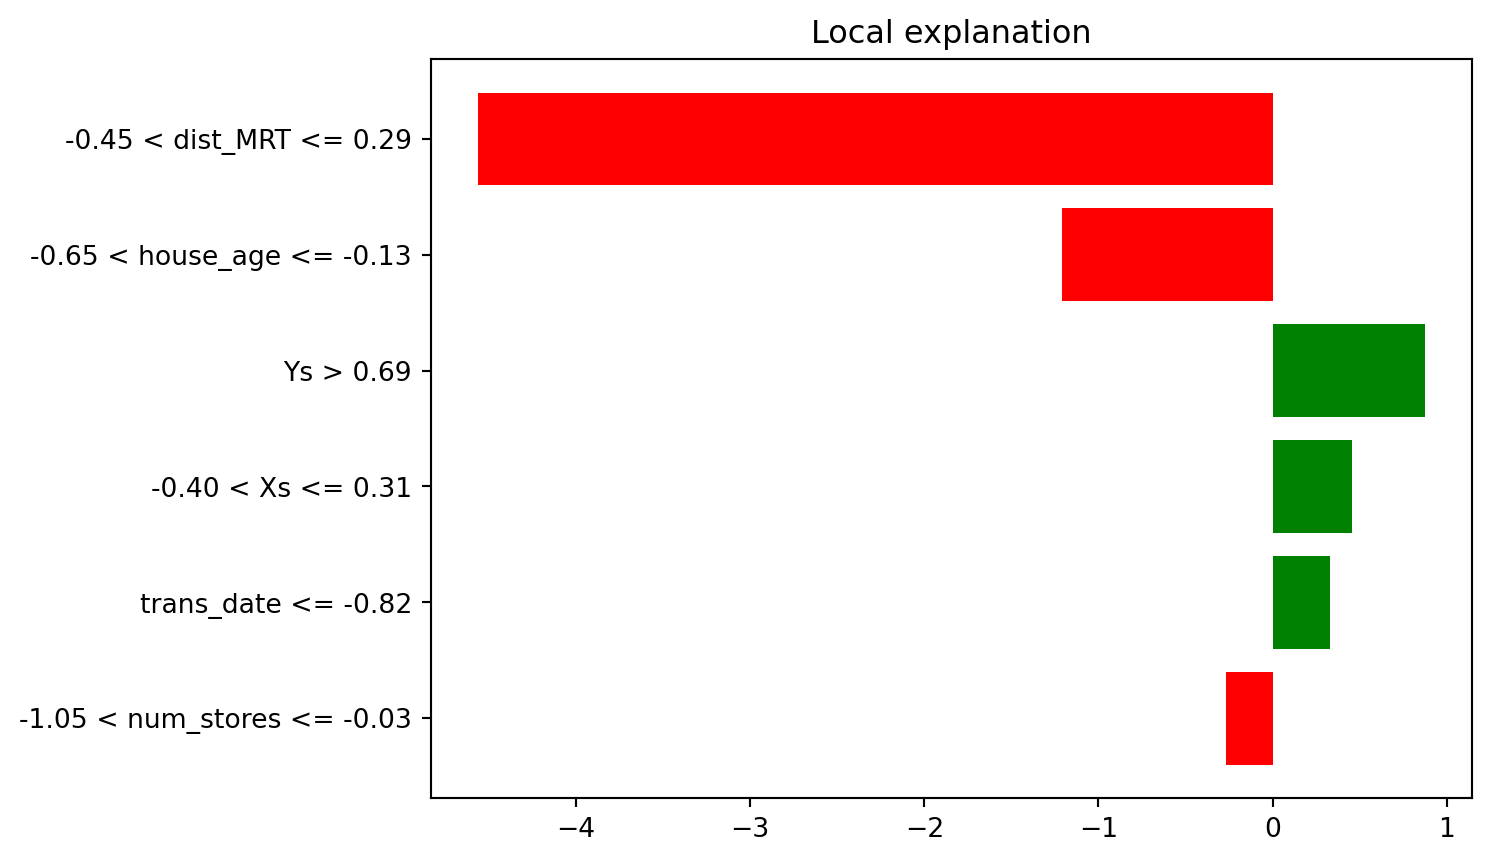 Local explanation
-0.45 < dist_MRT <= 0.29
-0.65 < house_age <= -0.13
Ys > 0.69
-0.40 < Xs <= 0.31
trans_date <= -0.82
-1.05 < num_stores <= -0.03
−4 −3 −2 −1 0 1